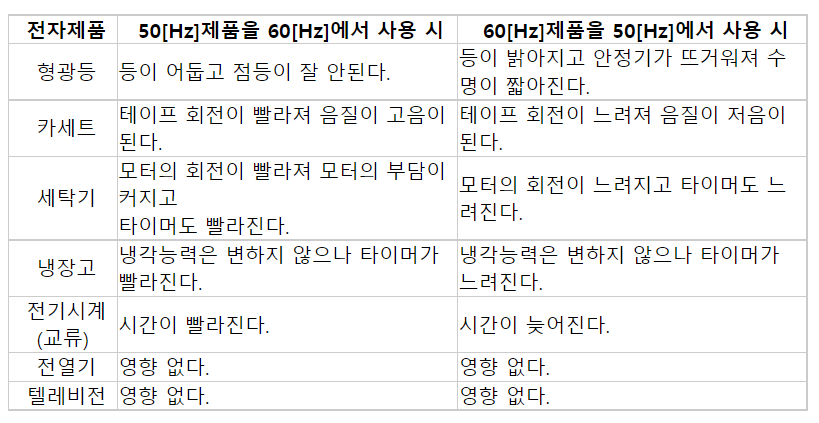 전자제품 50[Hz]제품을 60[Hz]에서 사용 시 60[Hz]제품을 50[Hz]에서 사용 시
형광등 등이 어둡고 점등이 잘 안된다. 등이 밝아지고 안정기가 뜨거워져 수
명이 짧아진다.
카세트 테이프 회전이 빨라져 음질이 고음이
된다.
테이프 회전이 느려져 음질이 저음이
된다.
세탁기 모터의 회전이 빨라져 모터의 부담이
커지고
타이머도 빨라진다.
모터의 회전이 느려지고 타이머도 느
려진다.
냉장고 냉각능력은 변하지 않으나 타이머가
빨라진다.
냉각능력은 변하지 않으나 타이머가
느려진다.
전기시계
(교류)
시간이 빨라진다. 시간이 늦어진다.
전열기 영향 없다. 영향 없다.
텔레비전 영향 없다. 영향 없다.